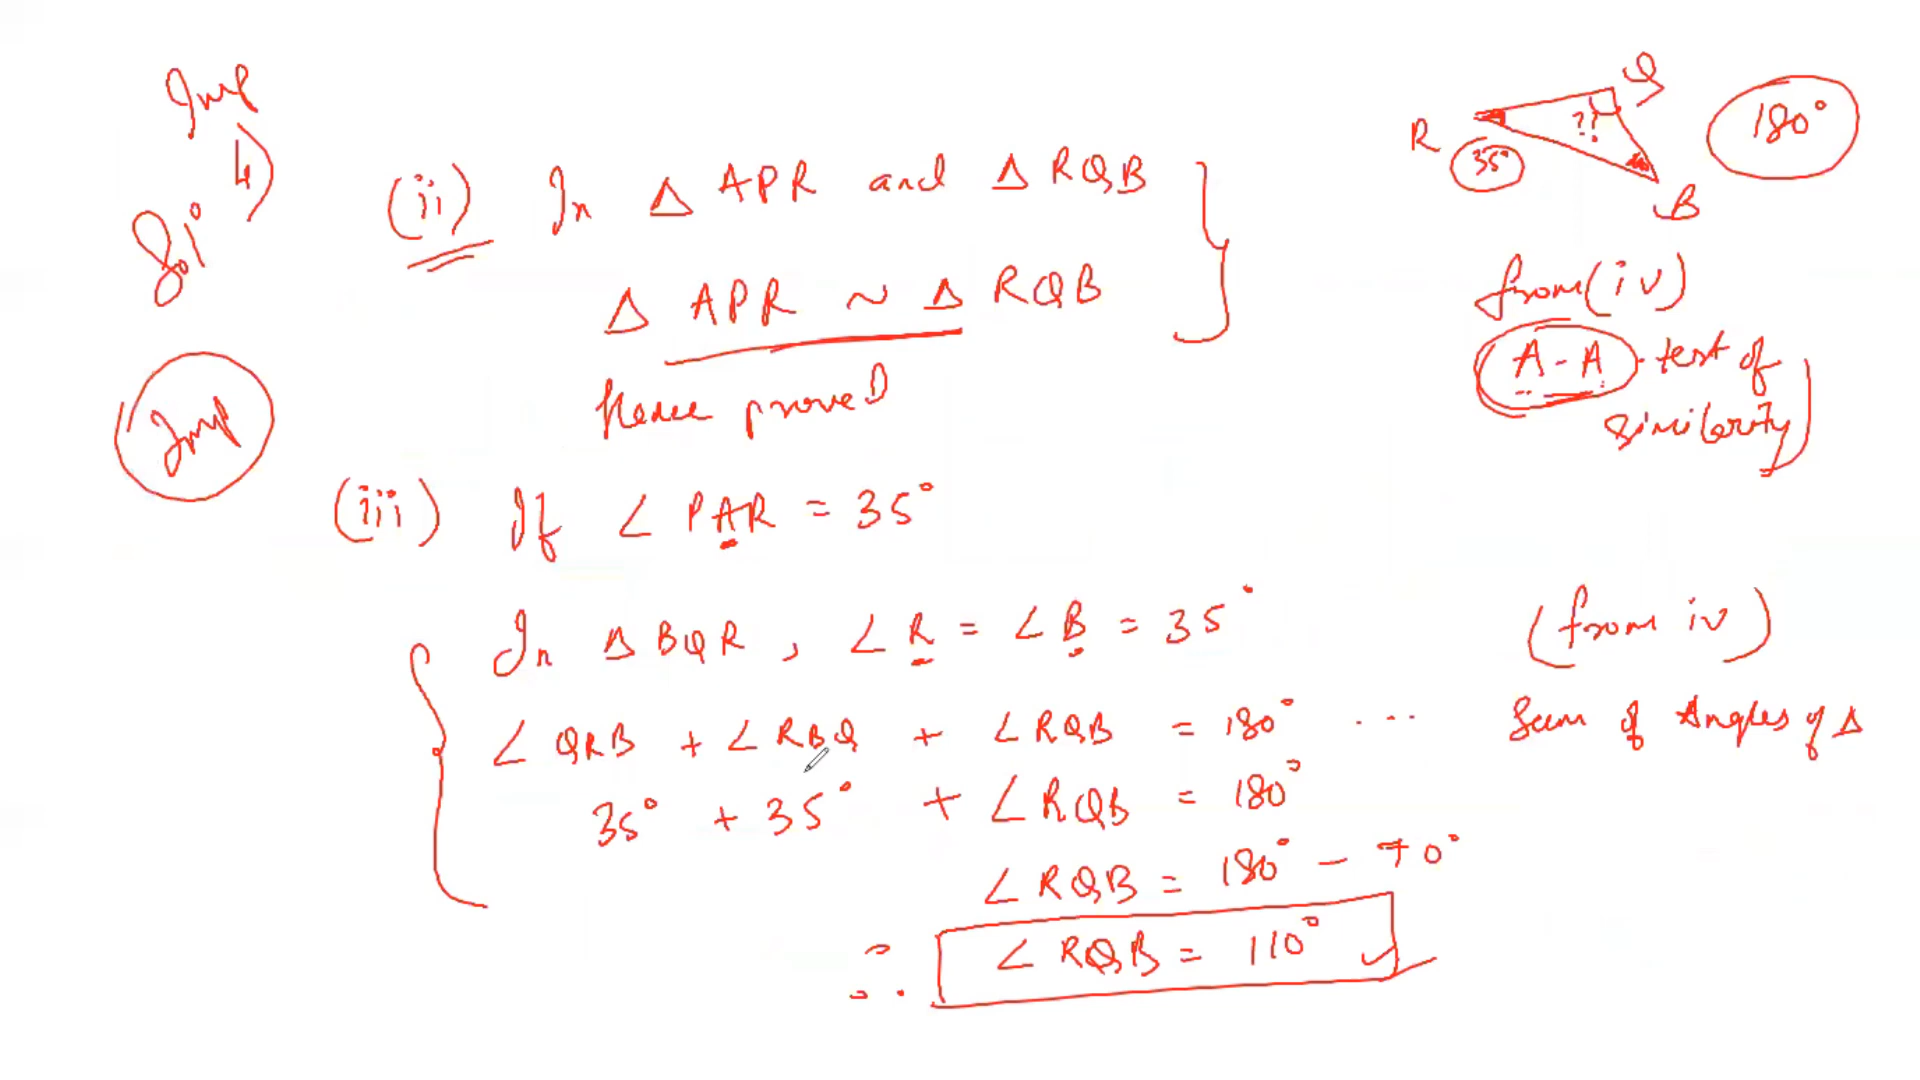 Imp
4)
Sol
(ii) In Δ APR and Δ RQB
Δ APR ~ Δ RQB
hence proved
Imp
R 35° ?? Q B 180°
from (iv)
A-A test of
similarity
(iii) If ∠PAR = 35°
In Δ BQR, ∠R = ∠B = 35° (from iv)
∠QRB + ∠RBQ + ∠RQB = 180° ... Sum of Angles of Δ
35° + 35° + ∠RQB = 180°
∠RQB = 180° - 70°
∴ ∠RQB = 110°